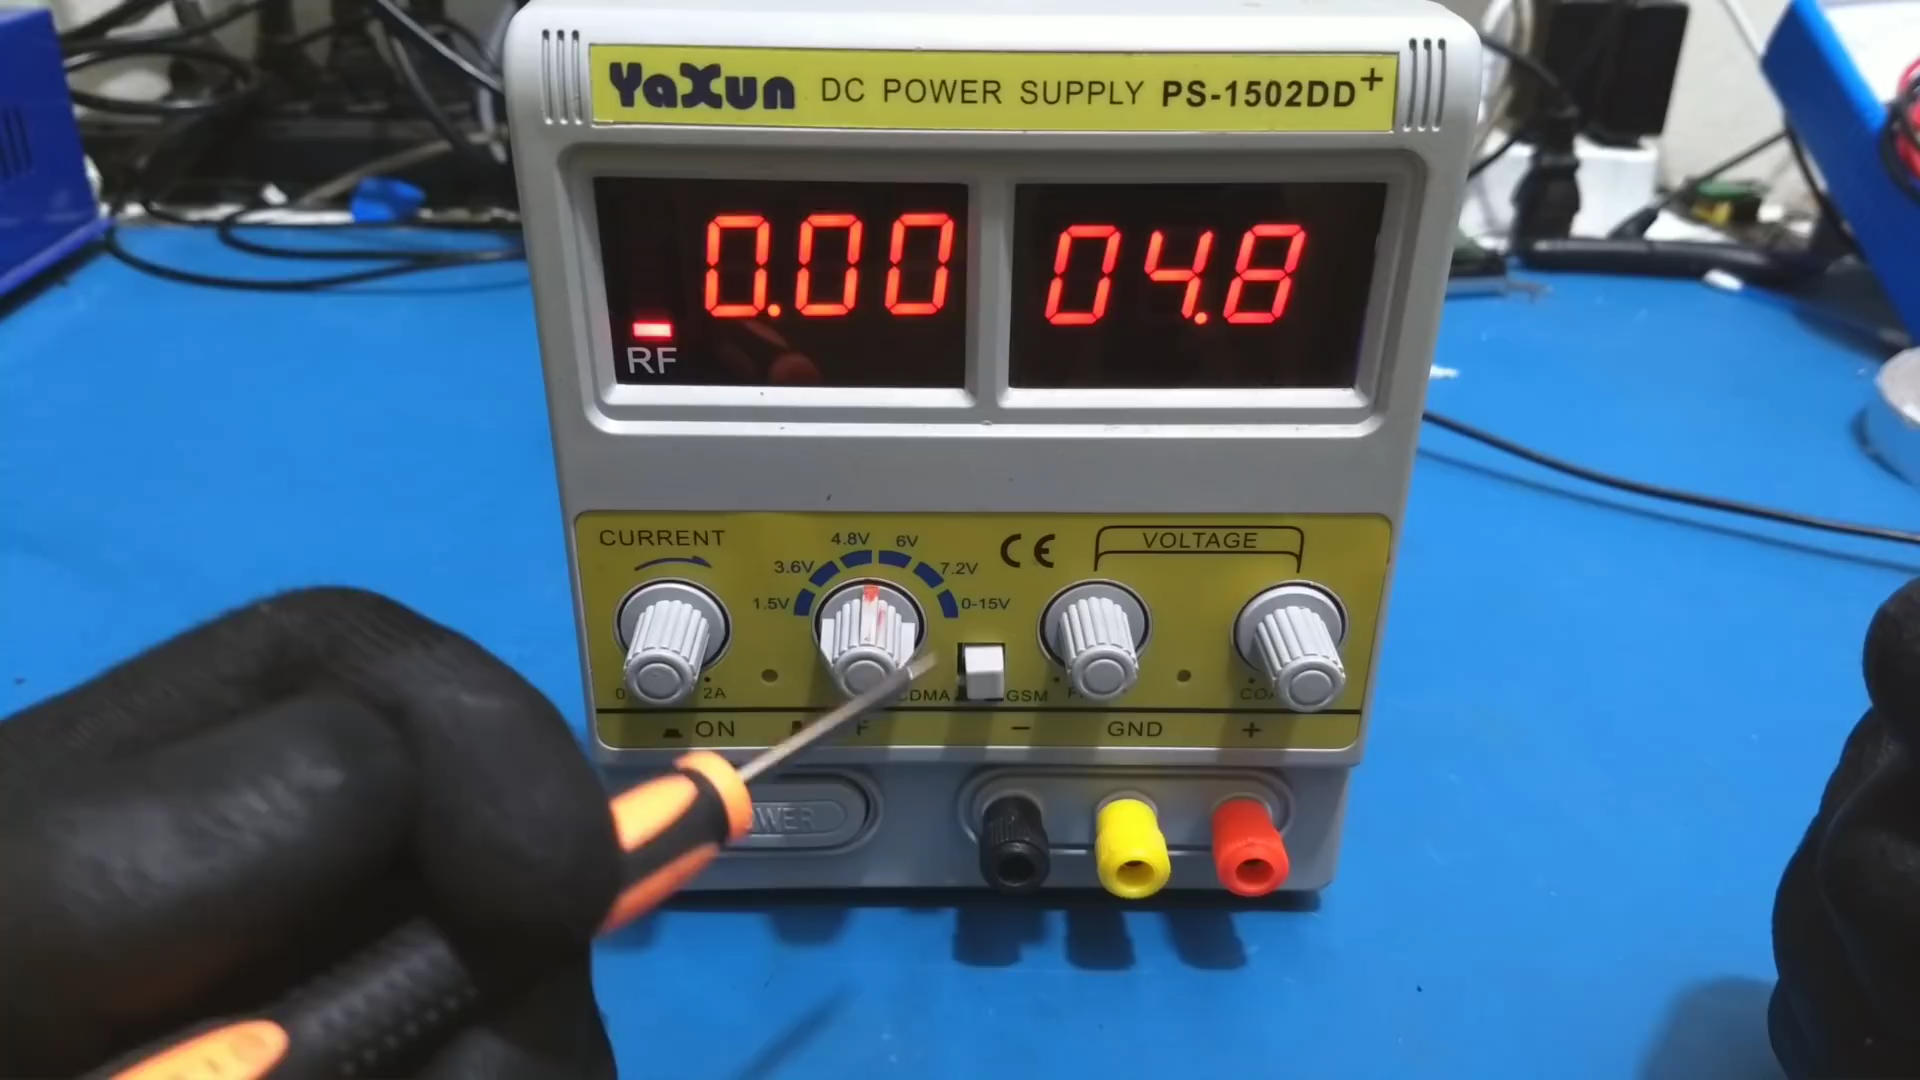 YaXun DC POWER SUPPLY PS-1502DD+
0.00 04.8
RF
CURRENT
1.5V 3.6V 4.8V 6V 7.2V 0-15V
CE
VOLTAGE
0 2A
CDMA GSM
ON
- GND +